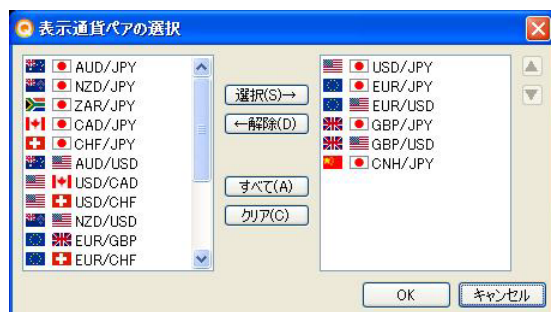 表示通貨ペアの選択
AUD/JPY
NZD/JPY
ZAR/JPY
CAD/JPY
CHF/JPY
AUD/USD
USD/CAD
USD/CHF
NZD/USD
EUR/GBP
EUR/CHF
選択(S)→
←解除(D)
すべて(A)
クリア(C)
USD/JPY
EUR/JPY
EUR/USD
GBP/JPY
GBP/USD
CNH/JPY
OK
キャンセル